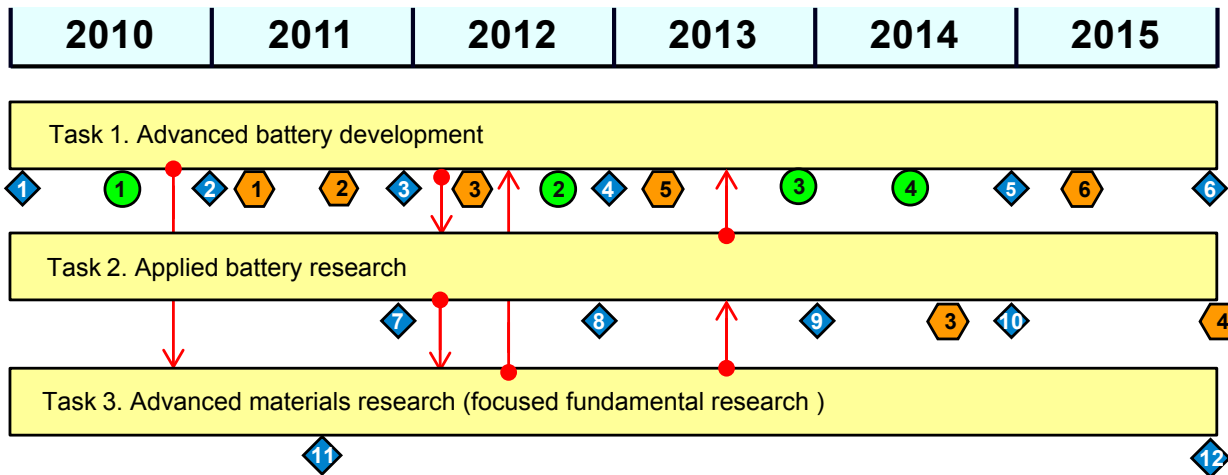 2010 2011 2012 2013 2014 2015
Task 1. Advanced battery development
1 1 2 1 2 3 3 2 4 5 3 4 5 6 6
Task 2. Applied battery research
7 8 9 3 10 4
Task 3. Advanced materials research (focused fundamental research )
11 12